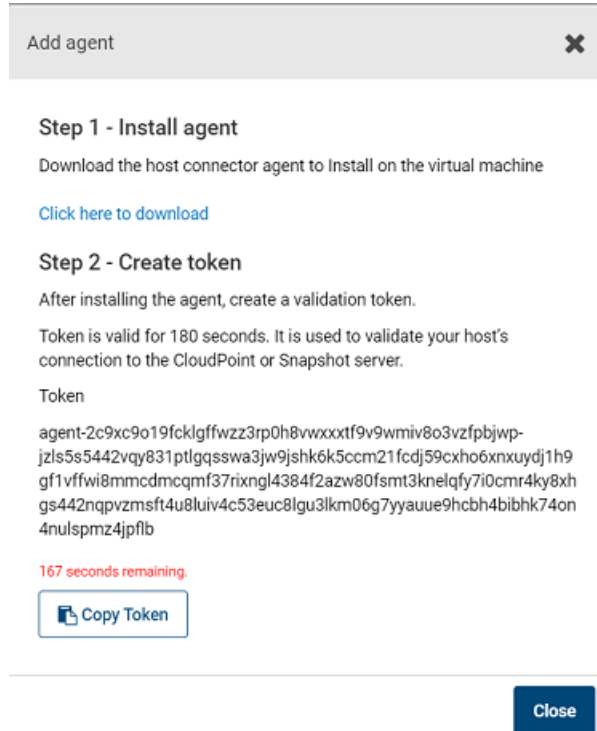 Add agent
Step 1 - Install agent
Download the host connector agent to Install on the virtual machine
Click here to download
Step 2 - Create token
After installing the agent, create a validation token.
Token is valid for 180 seconds. It is used to validate your host's
connection to the CloudPoint or Snapshot server.
Token
agent-2c9xc9o19fcklgffwzz3rp0h8vwxxxtf9v9wmiv8o3vzfpbjwp-
jzls5s5442vqy831ptlgqsswa3jw9jshk6k5ccm21fcdj59cxho6xnxuydj1h9
gf1vffwi8mmcdmcqmf37rixngl4384f2azw80fsmt3knelqfy7i0cmr4ky8xh
gs442nqpvzmsft4u8luiv4c53euc8lgu3lkm06g7yyauue9hcbh4bibhk74on
4nulspmz4jpflb
167 seconds remaining.
Copy Token
Close